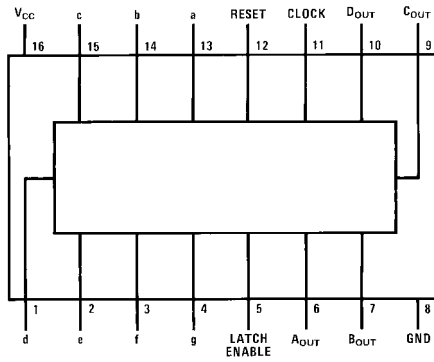 VCC c b a RESET CLOCK DOUT COUT
16 15 14 13 12 11 10 9
1 2 3 4 5 6 7 8
d e f g LATCH ENABLE AOUT BOUT GND